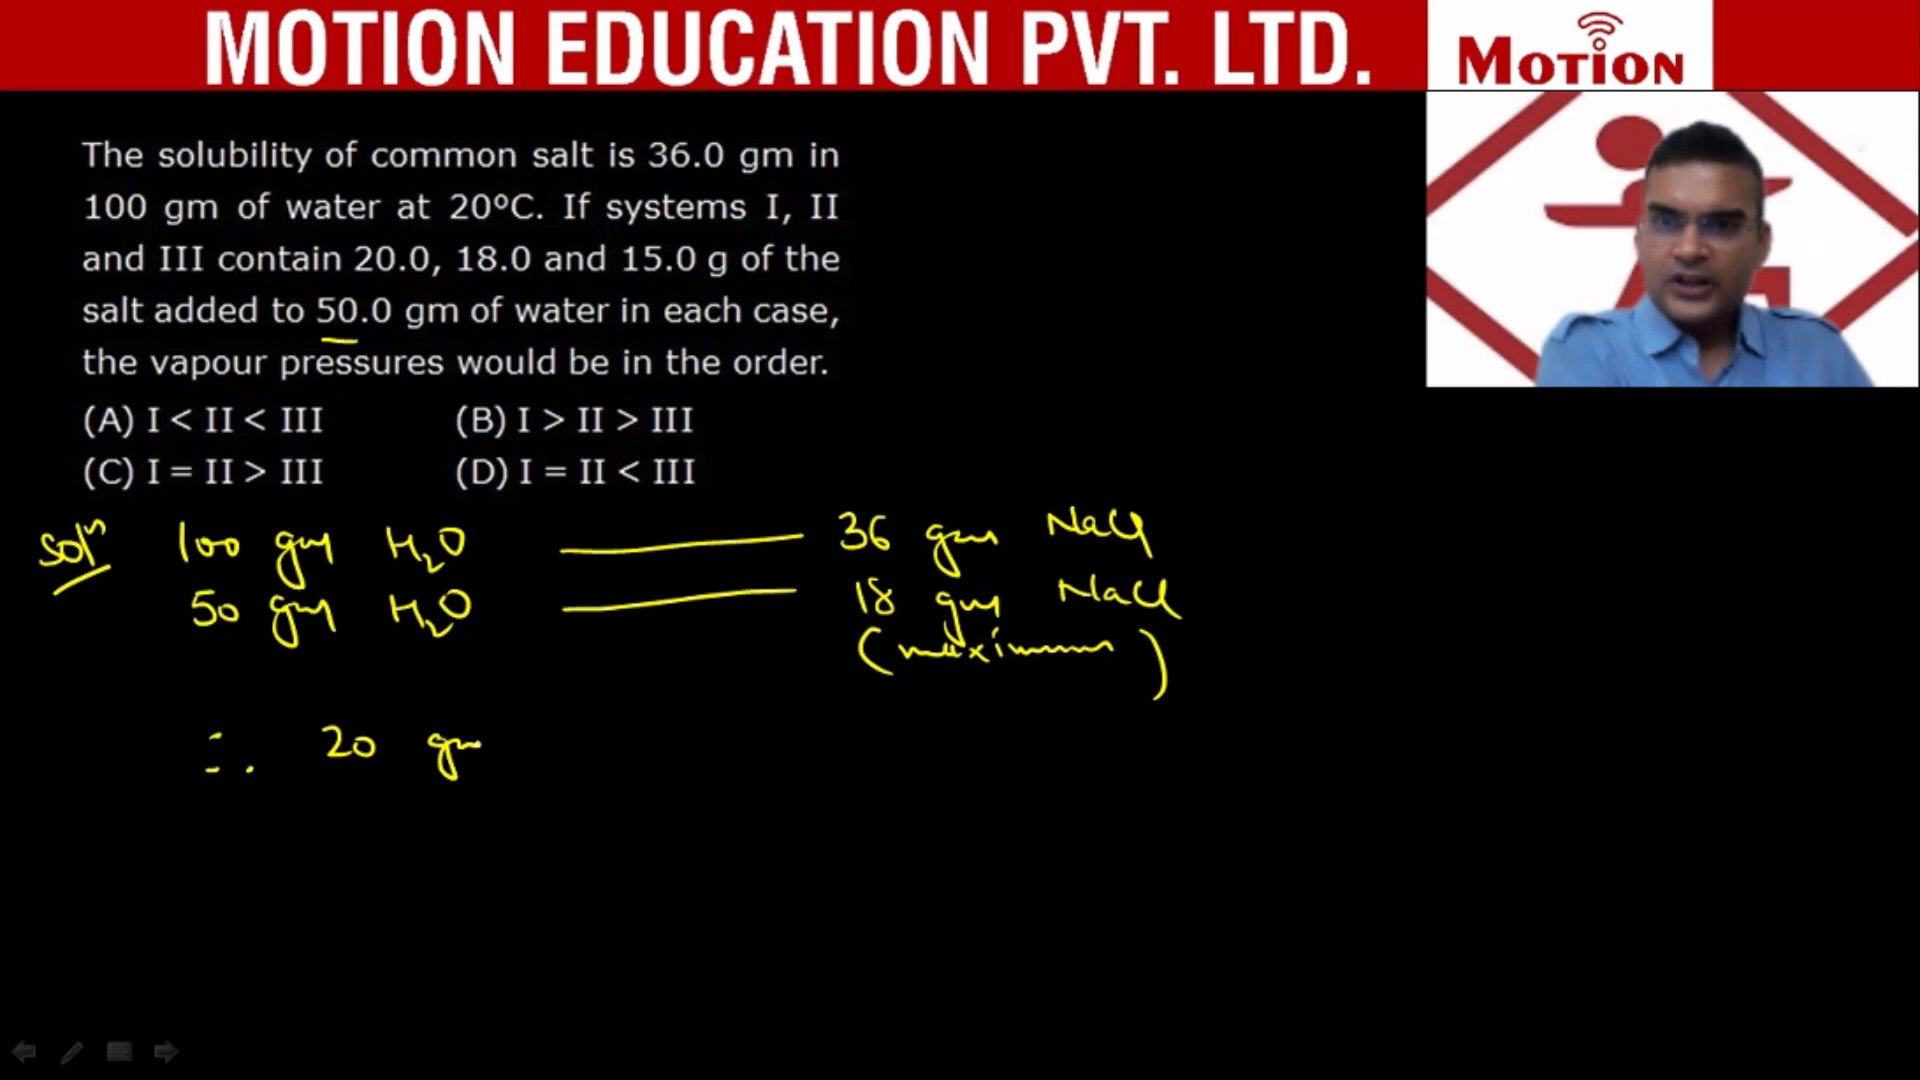 MOTION EDUCATION PVT. LTD.
MOTION
The solubility of common salt is 36.0 gm in
100 gm of water at 20ºC. If systems I, II
and III contain 20.0, 18.0 and 15.0 g of the
salt added to 50.0 gm of water in each case,
the vapour pressures would be in the order.
(A) I < II < III (B) I > II > III
(C) I = II > III (D) I = II < III
Solⁿ 100 gm H₂O 36 gm NaCl
50 gm H₂O 18 gm NaCl
(maximum)
∴ 20 gm